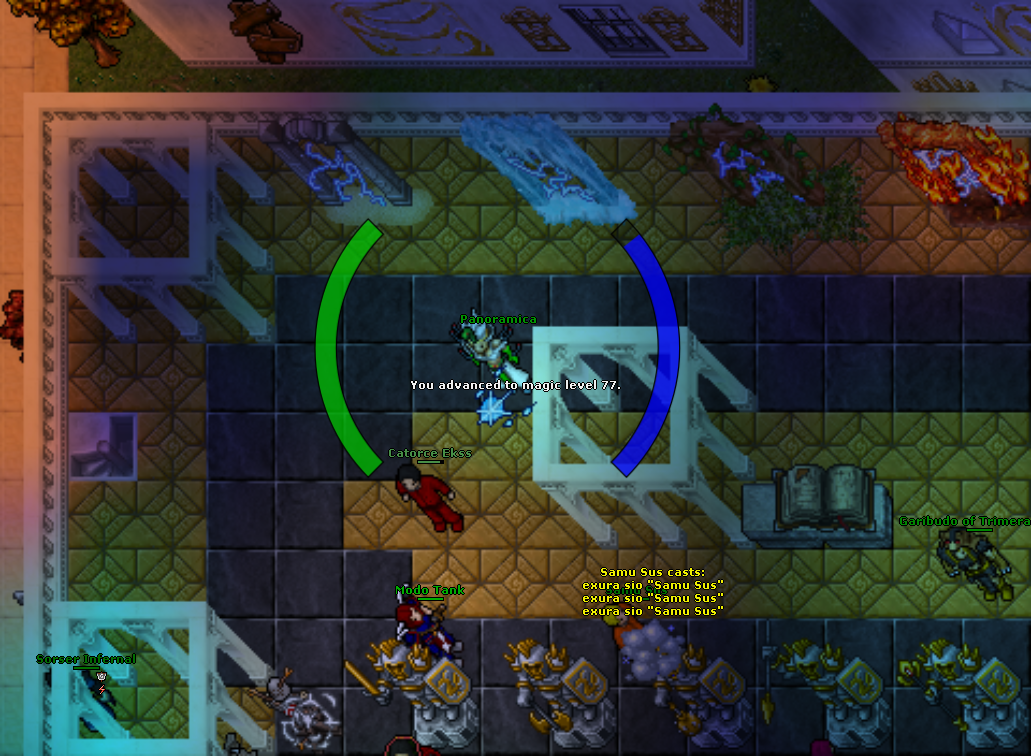 Panoramica
You advanced to magic level 77.
Catorce Ekss
Garibudo of Trimera
Samu Sus casts:
exura sio "Samu Sus"
exura sio "Samu Sus"
exura sio "Samu Sus"
Modo Tank
Sorser Infernal